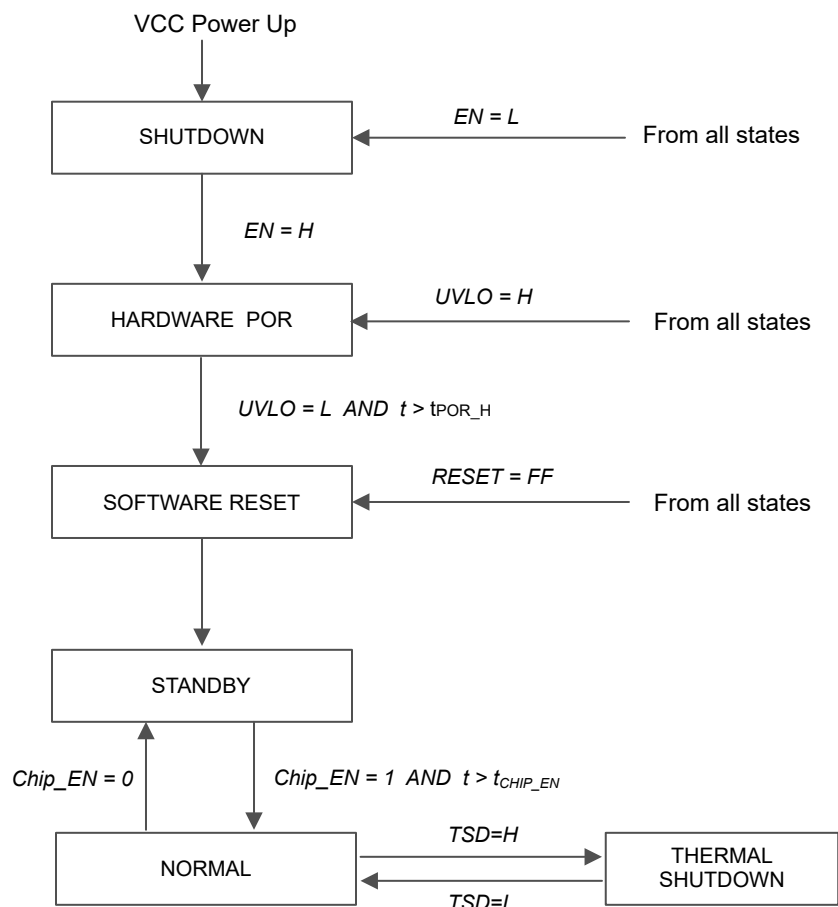 VCC Power Up
SHUTDOWN
EN = L
From all states
EN = H
HARDWARE POR
UVLO = H
From all states
UVLO = L AND t > tPOR_H
SOFTWARE RESET
RESET = FF
From all states
STANDBY
Chip_EN = 0
Chip_EN = 1 AND t > tCHIP_EN
NORMAL
TSD=H
THERMAL
SHUTDOWN
TSD=L